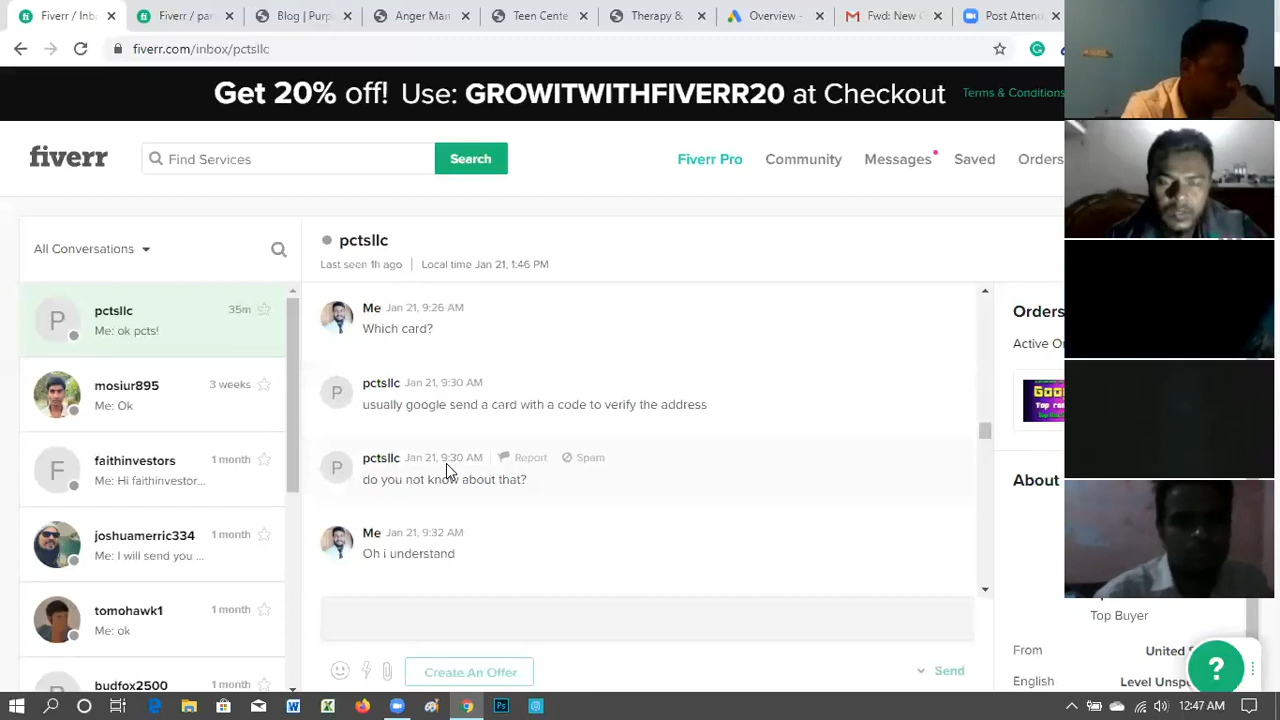 Fiverr / Inbo
Fiverr / par
Blog | Purp
Anger Man
Teen Cente
Therapy &
Overview -
Fwd: New O
Post Attend
fiverr.com/inbox/pctsllc
Get 20% off! Use: GROWITWITHFIVERR20 at Checkout
Terms & Conditions
fiverr
Find Services
Search
Fiverr Pro
Community
Messages
Saved
Orders
All Conversations
pctsllc
35m
Me: ok pcts!
mosiur895
3 weeks
Me: Ok
faithinvestors
1 month
Me: Hi faithinvestor...
joshuamerric334
1 month
Me: I will send you ...
tomohawk1
1 month
Me: ok
budfox2500
1 month
pctsllc
Last seen 1h ago | Local time Jan 21, 1:46 PM
Me Jan 21, 9:26 AM
Which card?
pctsllc Jan 21, 9:30 AM
usually google send a card with a code to verify the address
pctsllc Jan 21, 9:30 AM Report Spam
do you not know about that?
Me Jan 21, 9:32 AM
Oh i understand
Create An Offer
Send
Orders
Active Or
About
Top Buyer
From
United S
English
Level Unspe
?
12:47 AM